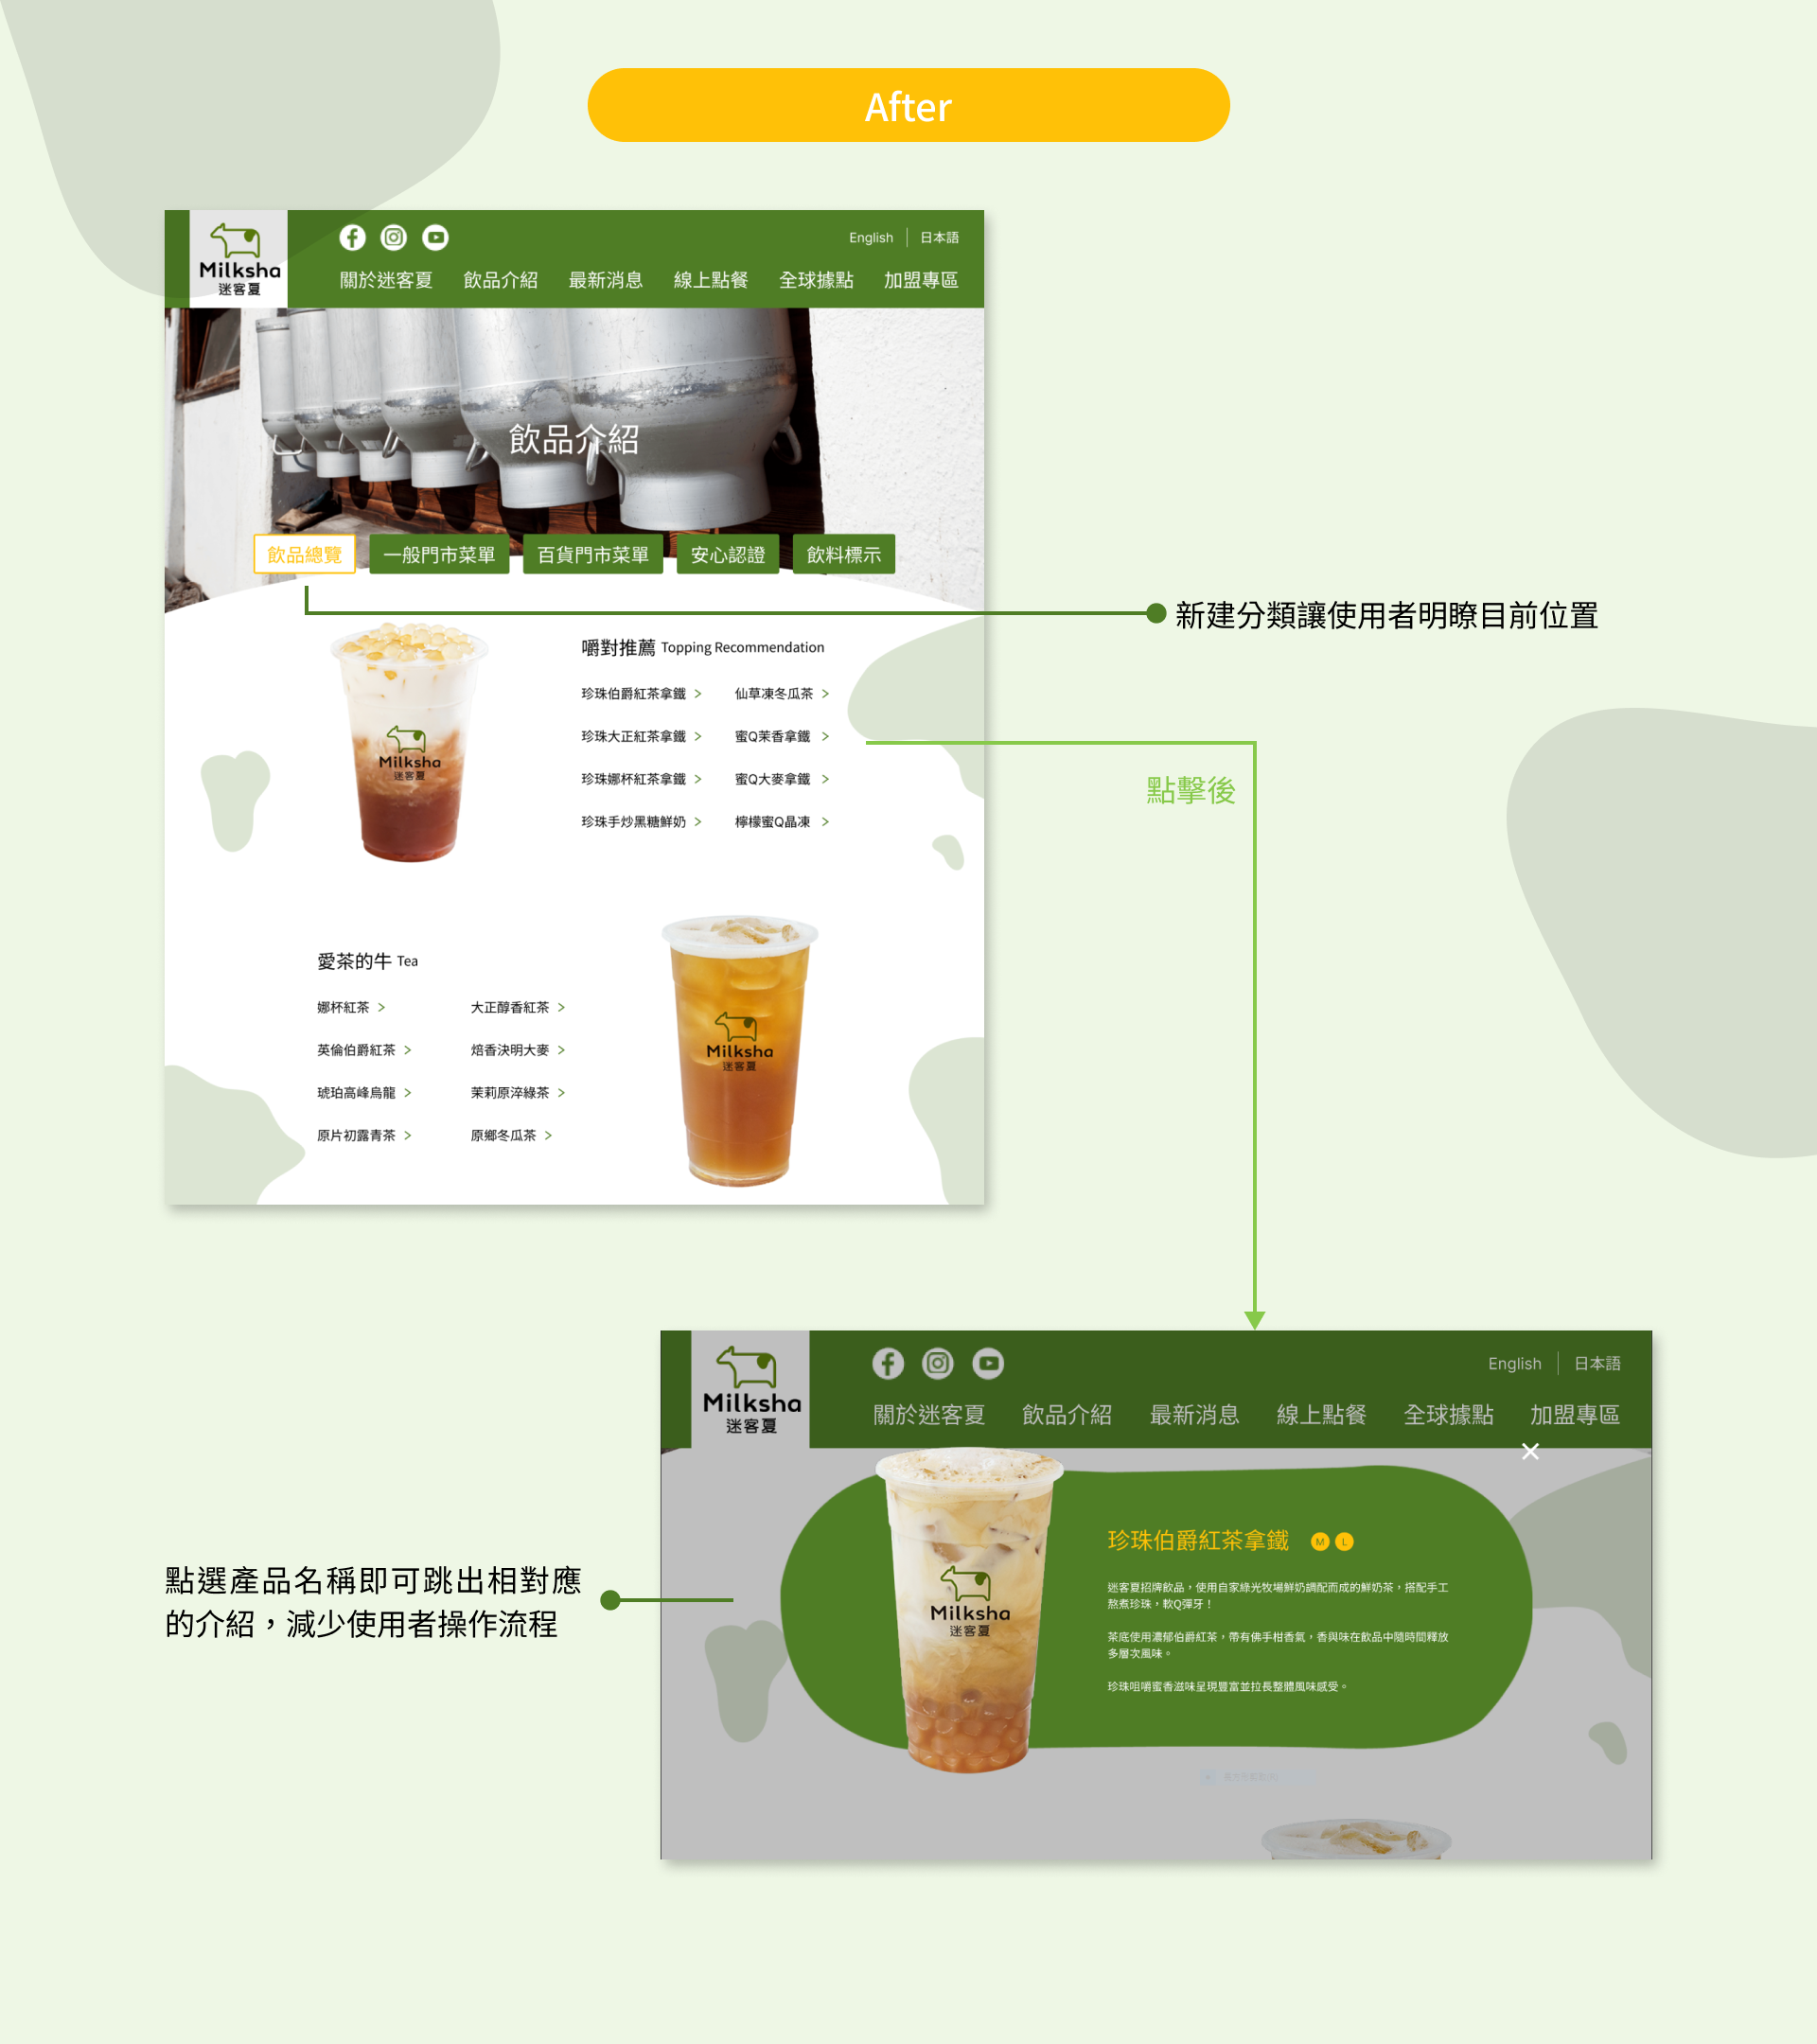 After
Milksha
迷客夏
English
日本語
關於迷客夏
飲品介紹
最新消息
線上點餐
全球據點
加盟專區
飲品介紹
飲品總覽
一般門市菜單
百貨門市菜單
安心認證
飲料標示
新建分類讓使用者明瞭目前位置
嚼對推薦 Topping Recommendation
珍珠伯爵紅茶拿鐵 >
仙草凍冬瓜茶 >
珍珠大正紅茶拿鐵 >
蜜Q茉香拿鐵 >
珍珠娜杯紅茶拿鐵 >
蜜Q大麥拿鐵 >
珍珠手炒黑糖鮮奶 >
檸檬蜜Q晶凍 >
Milksha
迷客夏
點擊後
愛茶的牛 Tea
娜杯紅茶 >
大正醇香紅茶 >
英倫伯爵紅茶 >
焙香決明大麥 >
琥珀高峰烏龍 >
茉莉原淬綠茶 >
原片初露青茶 >
原鄉冬瓜茶 >
Milksha
迷客夏
Milksha
迷客夏
English
日本語
關於迷客夏
飲品介紹
最新消息
線上點餐
全球據點
加盟專區
珍珠伯爵紅茶拿鐵 M L
迷客夏招牌飲品，使用自家綠光牧場鮮奶調配而成的鮮奶茶，搭配手工
熬煮珍珠，軟Q彈牙！
茶底使用濃郁伯爵紅茶，帶有佛手柑香氣，香與味在飲品中隨時間釋放
多層次風味。
珍珠咀嚼蜜香滋味呈現豐富並拉長整體風味感受。
Milksha
迷客夏
點選產品名稱即可跳出相對應
的介紹，減少使用者操作流程